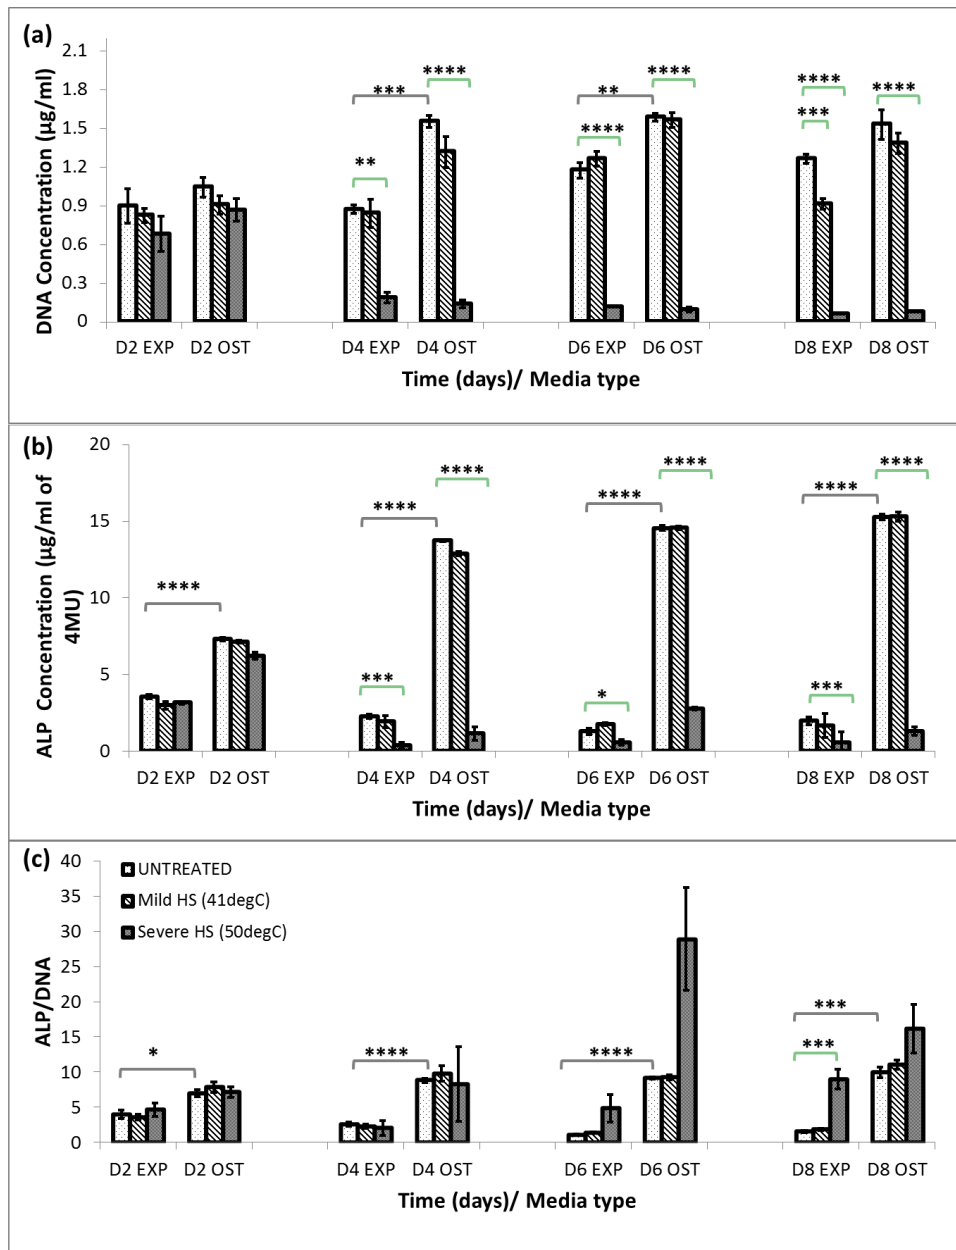 (a)
DNA Concentration (µg/ml)
2.1
1.8
1.5
1.2
0.9
0.6
0.3
0
*** **** ** **** **** ****
** **** ***
D2 EXP D2 OST D4 EXP D4 OST D6 EXP D6 OST D8 EXP D8 OST
Time (days)/ Media type
(b)
ALP Concentration (µg/ml of
4MU)
20
15
10
5
0
**** **** **** **** **** **** ****
*** * ***
D2 EXP D2 OST D4 EXP D4 OST D6 EXP D6 OST D8 EXP D8 OST
Time (days)/ Media type
(c)
ALP/DNA
40
35
30
25
20
15
10
5
0
UNTREATED
Mild HS (41degC)
Severe HS (50degC)
* **** **** *** ***
D2 EXP D2 OST D4 EXP D4 OST D6 EXP D6 OST D8 EXP D8 OST
Time (days)/ Media type